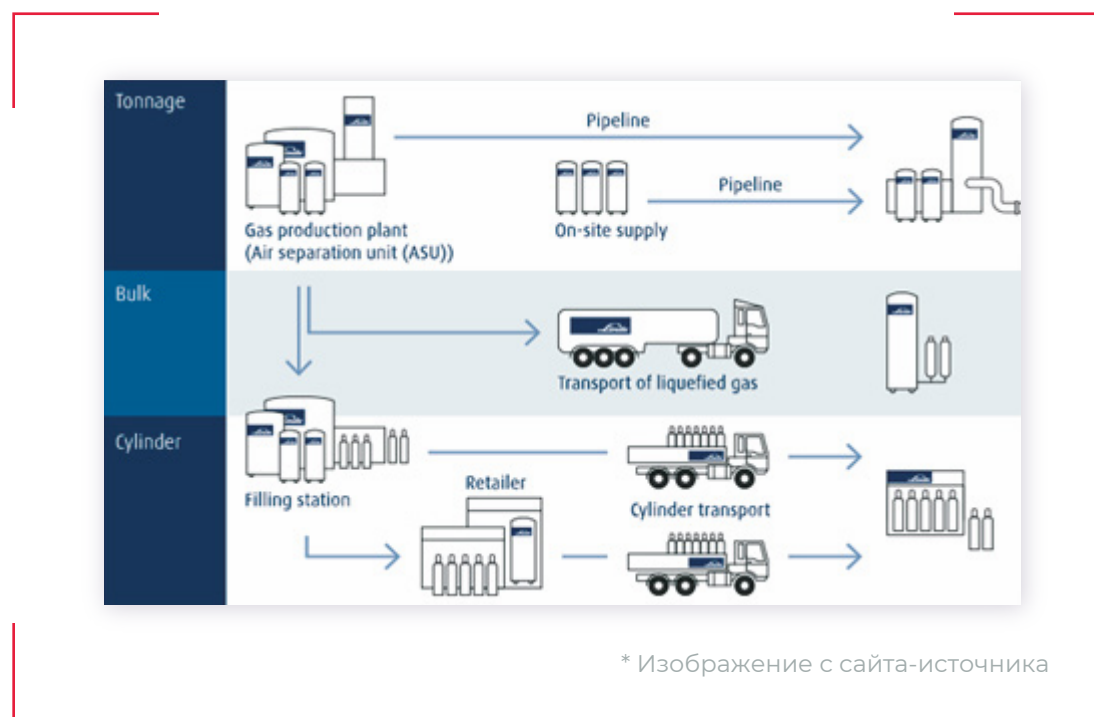 Tonnage
Pipeline
Pipeline
Gas production plant
(Air separation unit (ASU))
On-site supply
Bulk
Transport of liquefied gas
Cylinder
Retailer
Filling station
Cylinder transport
* Изображение с сайта-источника